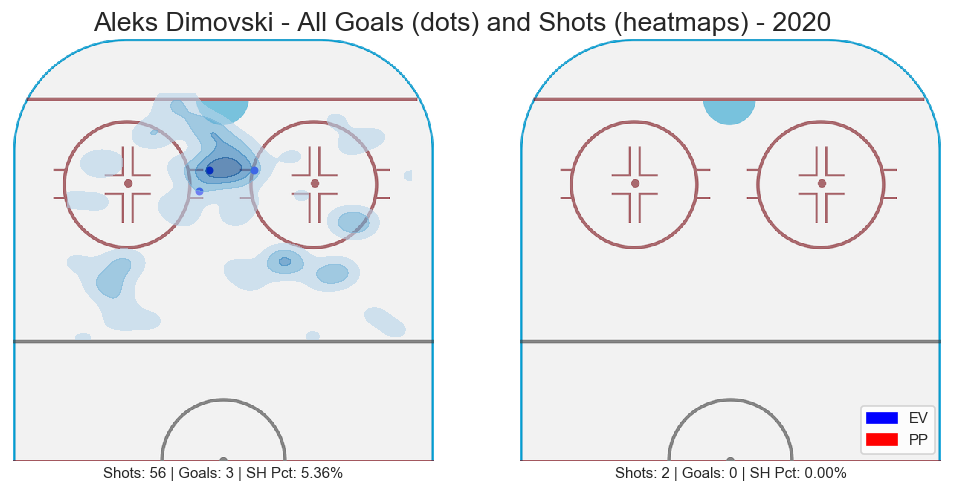 Aleks Dimovski - All Goals (dots) and Shots (heatmaps) - 2020
EV
PP
Shots: 56 | Goals: 3 | SH Pct: 5.36%
Shots: 2 | Goals: 0 | SH Pct: 0.00%